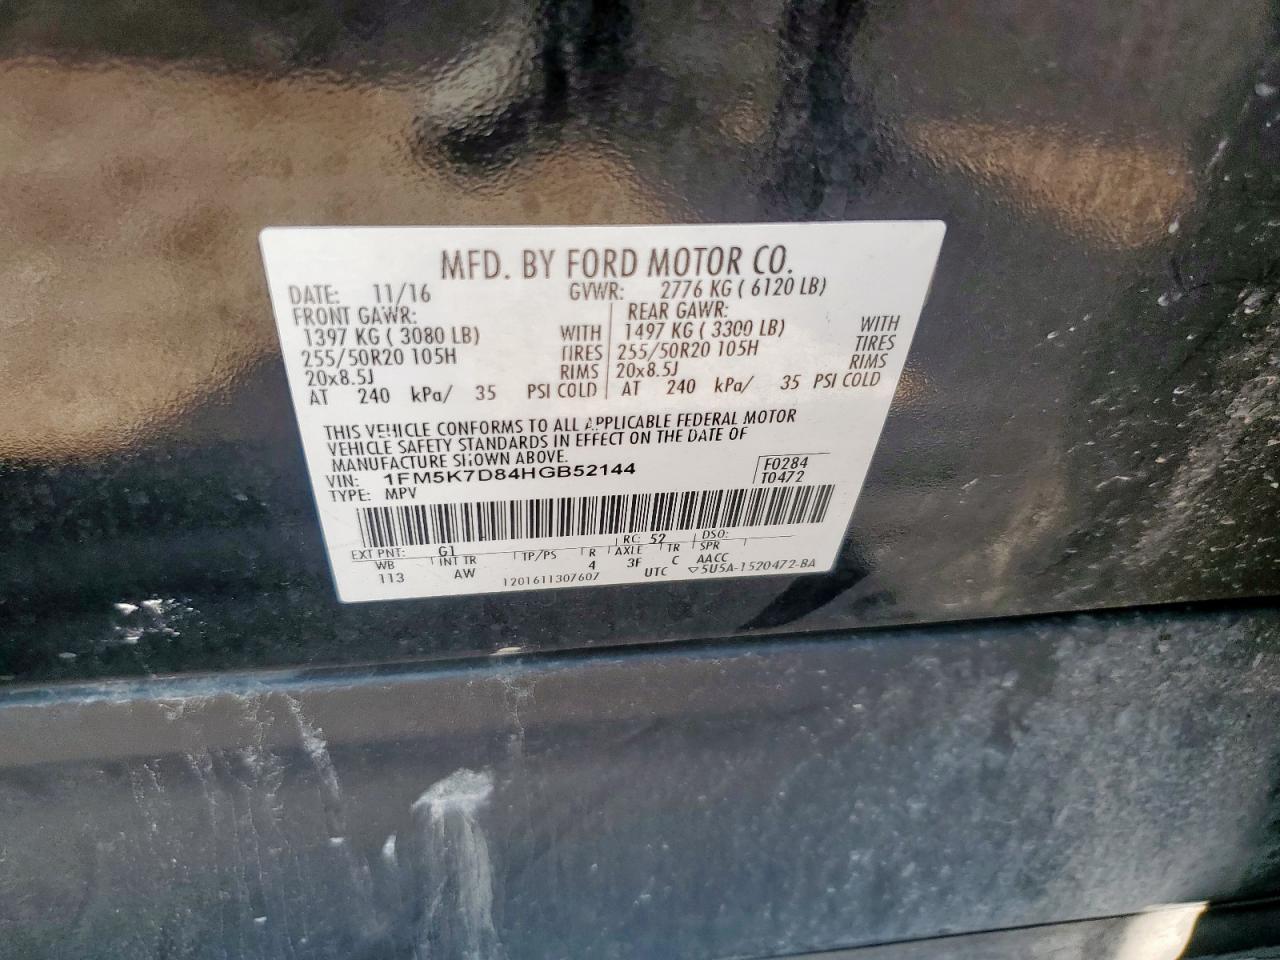 MFD. BY FORD MOTOR CO.
DATE: 11/16 GVWR: 2776 KG ( 6120 LB)
FRONT GAWR: REAR GAWR:
1397 KG ( 3080 LB) WITH 1497 KG ( 3300 LB) WITH
255/50R20 105H TIRES 255/50R20 105H TIRES
20x8.5J RIMS 20x8.5J RIMS
AT 240 kPa/ 35 PSI COLD AT 240 kPa/ 35 PSI COLD
THIS VEHICLE CONFORMS TO ALL APPLICABLE FEDERAL MOTOR
VEHICLE SAFETY STANDARDS IN EFFECT ON THE DATE OF
MANUFACTURE SHOWN ABOVE.
VIN: 1FM5K7D84HGB52144 F0284
TYPE: MPV T0472
EXT PNT: G1 RC: 52 DSO:
WB INT TR TP/PS R AXLE TR SPR
113 AW 4 3F C AACC
1201611307607 UTC ▽5U5A-1520472-BA